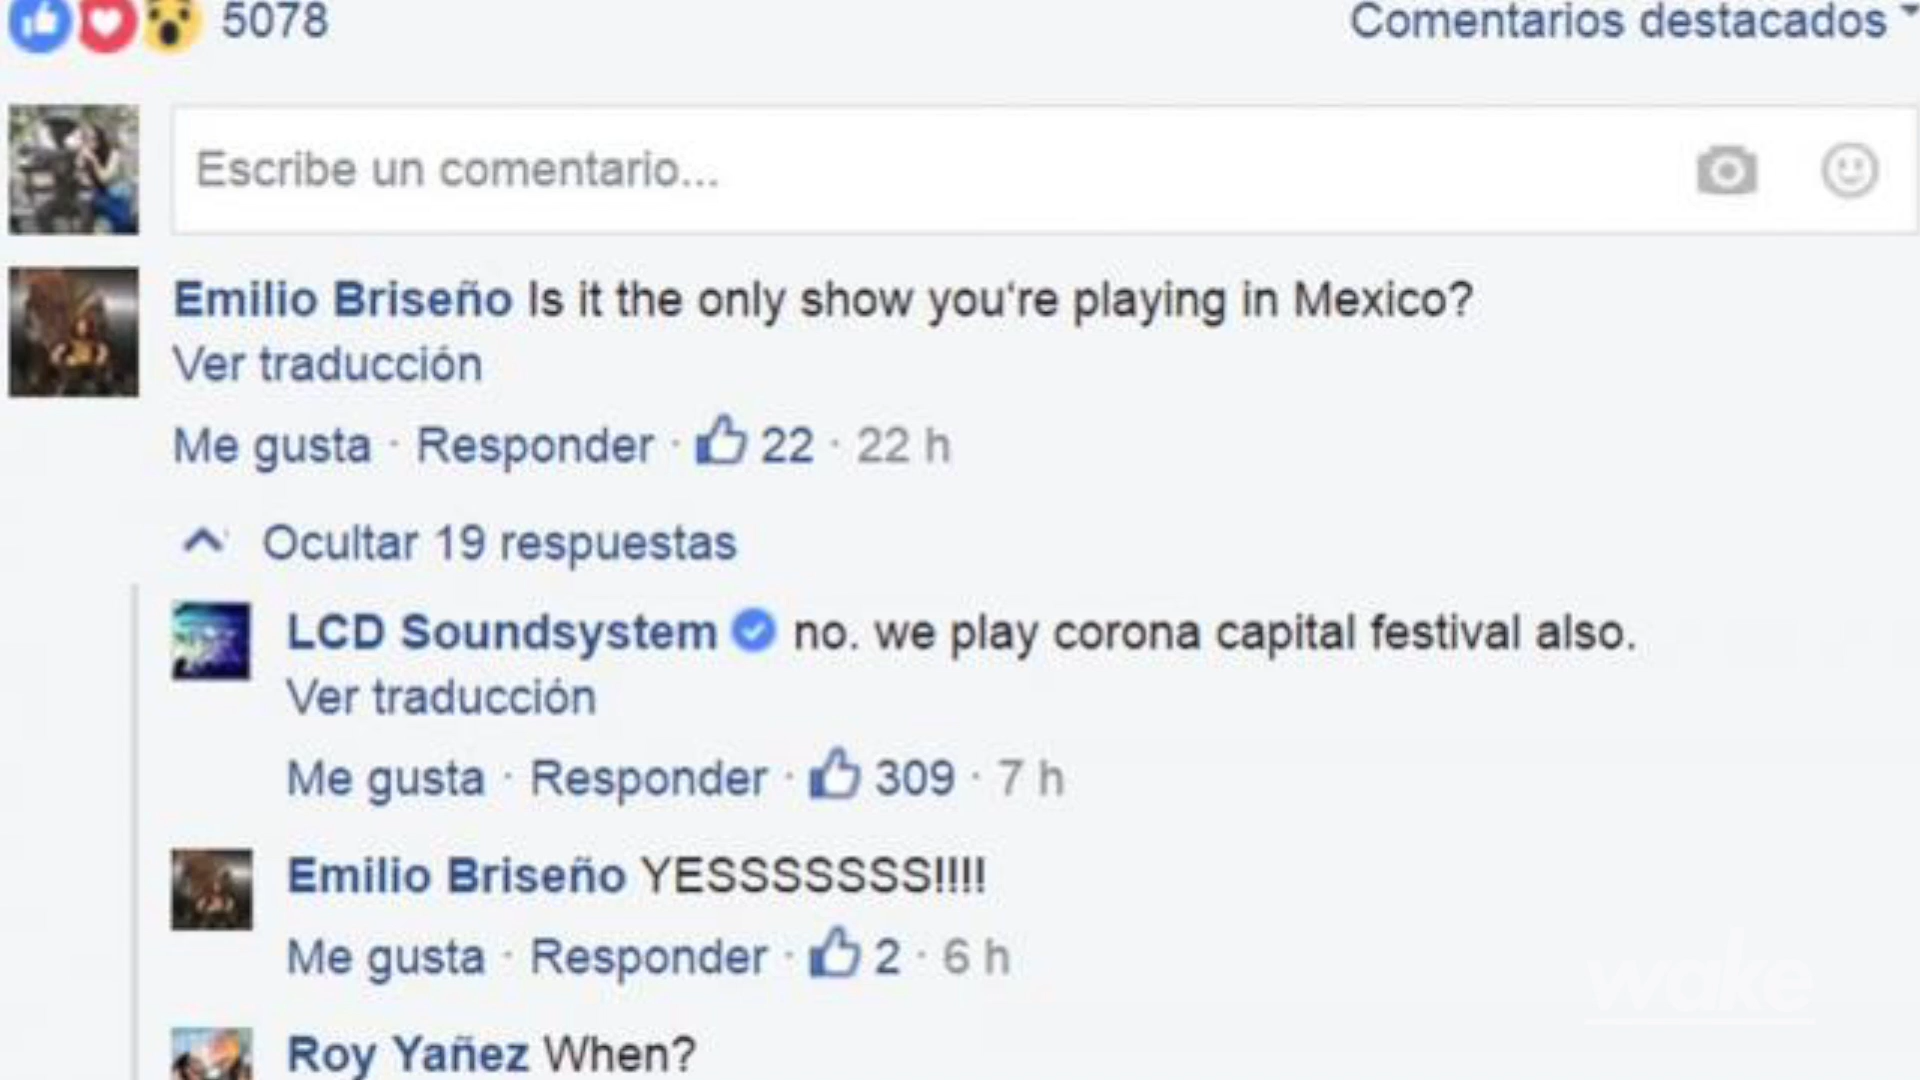 5078
Comentarios destacados
Escribe un comentario...
Emilio Briseño Is it the only show you're playing in Mexico?
Ver traducción
Me gusta · Responder · 22 · 22 h
Ocultar 19 respuestas
LCD Soundsystem no. we play corona capital festival also.
Ver traducción
Me gusta · Responder · 309 · 7 h
Emilio Briseño YESSSSSSS!!!!
Me gusta · Responder · 2 · 6 h
wake
Roy Yañez When?